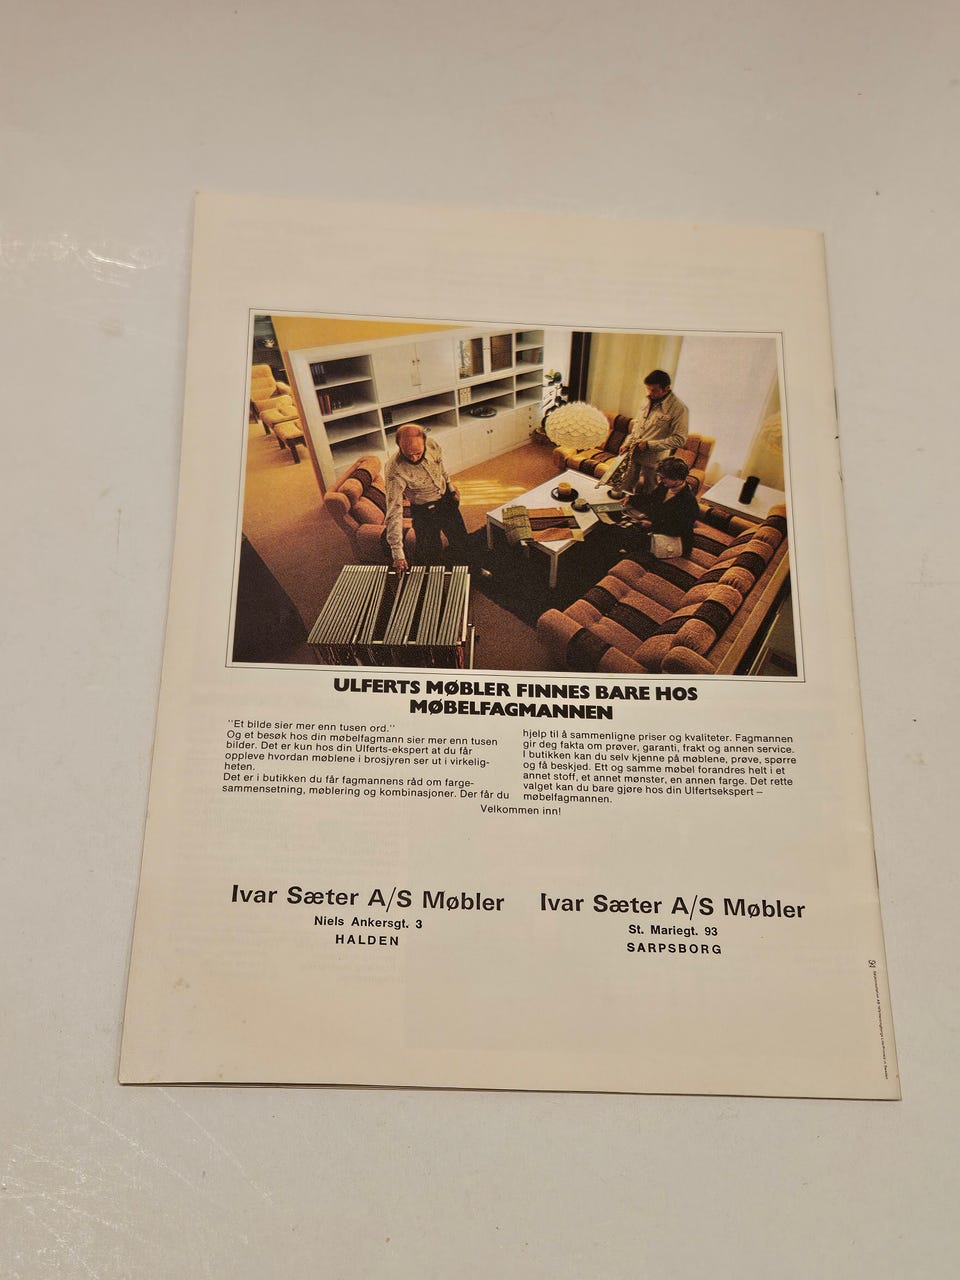 ULFERTS MØBLER FINNES BARE HOS
MØBELFAGMANNEN
"Et bilde sier mer enn tusen ord."
Og et besøk hos din møbelfagmann sier mer enn tusen
bilder. Det er kun hos din Ulferts-ekspert at du får
oppleve hvordan møblene i brosjyren ser ut i virkelig-
heten.
Det er i butikken du får fagmannens råd om farge-
sammensetning, møblering og kombinasjoner. Der får du
hjelp til å sammenligne priser og kvaliteter. Fagmannen
gir deg fakta om prøver, garanti, frakt og annen service.
I butikken kan du selv kjenne på møblene, prøve, spørre
og få beskjed. Ett og samme møbel forandres helt i et
annet stoff, et annet mønster, en annen farge. Det rette
valget kan du bare gjøre hos din Ulfertsekspert –
møbelfagmannen.
Velkommen inn!
Ivar Sæter A/S Møbler
Niels Ankersgt. 3
HALDEN
Ivar Sæter A/S Møbler
St. Mariegt. 93
SARPSBORG